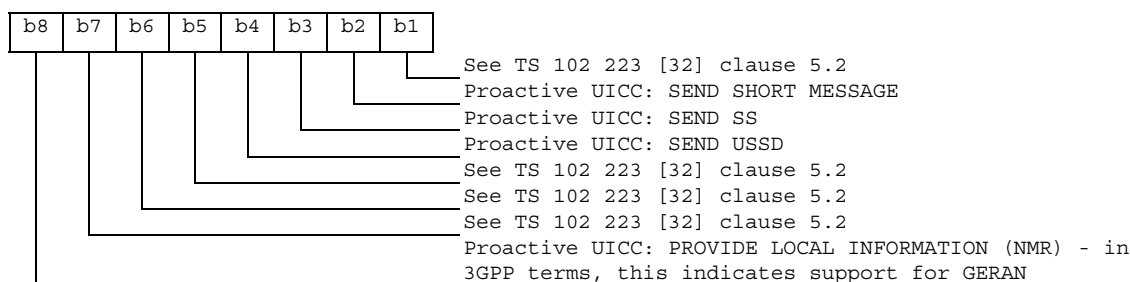 b8 b7 b6 b5 b4 b3 b2 b1
See TS 102 223 [32] clause 5.2
Proactive UICC: SEND SHORT MESSAGE
Proactive UICC: SEND SS
Proactive UICC: SEND USSD
See TS 102 223 [32] clause 5.2
See TS 102 223 [32] clause 5.2
See TS 102 223 [32] clause 5.2
Proactive UICC: PROVIDE LOCAL INFORMATION (NMR) - in
3GPP terms, this indicates support for GERAN